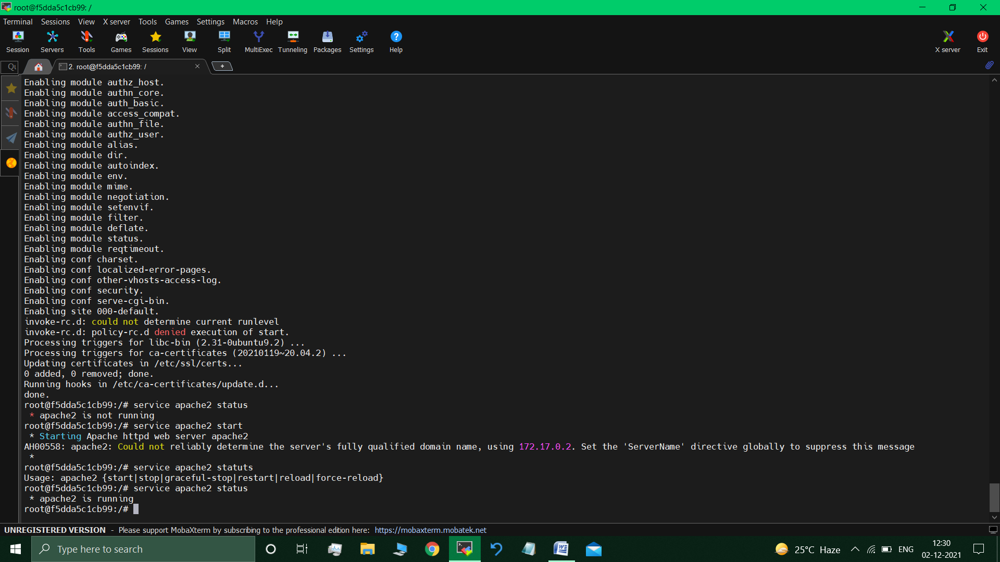 root@f5dda5c1cb99: /
Terminal Sessions View X server Tools Games Settings Macros Help
Session Servers Tools Games Sessions View Split MultiExec Tunneling Packages Settings Help X server Exit
2. root@f5dda5c1cb99: /
Enabling module authz_host.
Enabling module authn_core.
Enabling module auth_basic.
Enabling module access_compat.
Enabling module authn_file.
Enabling module authz_user.
Enabling module alias.
Enabling module dir.
Enabling module autoindex.
Enabling module env.
Enabling module mime.
Enabling module negotiation.
Enabling module setenvif.
Enabling module filter.
Enabling module deflate.
Enabling module status.
Enabling module reqtimeout.
Enabling conf charset.
Enabling conf localized-error-pages.
Enabling conf other-vhosts-access-log.
Enabling conf security.
Enabling conf serve-cgi-bin.
Enabling site 000-default.
invoke-rc.d: could not determine current runlevel
invoke-rc.d: policy-rc.d denied execution of start.
Processing triggers for libc-bin (2.31-0ubuntu9.2) ...
Processing triggers for ca-certificates (20210119~20.04.2) ...
Updating certificates in /etc/ssl/certs...
0 added, 0 removed; done.
Running hooks in /etc/ca-certificates/update.d...
done.
root@f5dda5c1cb99:/# service apache2 status
* apache2 is not running
root@f5dda5c1cb99:/# service apache2 start
* Starting Apache httpd web server apache2
AH00558: apache2: Could not reliably determine the server's fully qualified domain name, using 172.17.0.2. Set the 'ServerName' directive globally to suppress this message
*
root@f5dda5c1cb99:/# service apache2 statuts
Usage: apache2 {start|stop|graceful-stop|restart|reload|force-reload}
root@f5dda5c1cb99:/# service apache2 status
* apache2 is running
root@f5dda5c1cb99:/#
UNREGISTERED VERSION - Please support MobaXterm by subscribing to the professional edition here: https://mobaxterm.mobatek.net
Type here to search
25°C Haze
ENG
12:30
02-12-2021